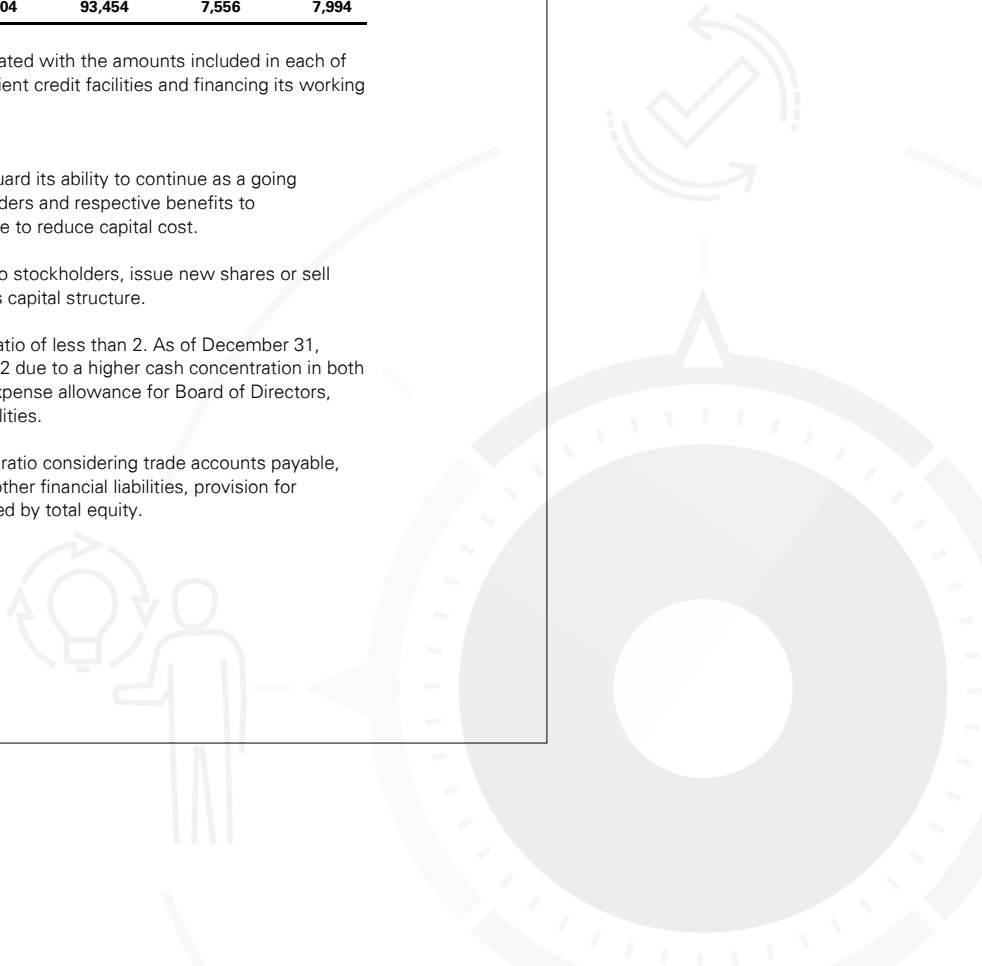 04 93,454 7,556 7,994
ated with the amounts included in each of
ient credit facilities and financing its working
uard its ability to continue as a going
ders and respective benefits to
e to reduce capital cost.
o stockholders, issue new shares or sell
s capital structure.
atio of less than 2. As of December 31,
2 due to a higher cash concentration in both
xpense allowance for Board of Directors,
lities.
ratio considering trade accounts payable,
other financial liabilities, provision for
ed by total equity.